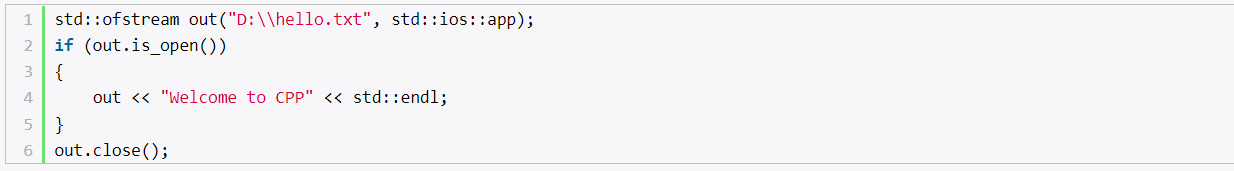 1 std::ofstream out("D:\\hello.txt", std::ios::app);
2 if (out.is_open())
3 {
4     out << "Welcome to CPP" << std::endl;
5 }
6 out.close();